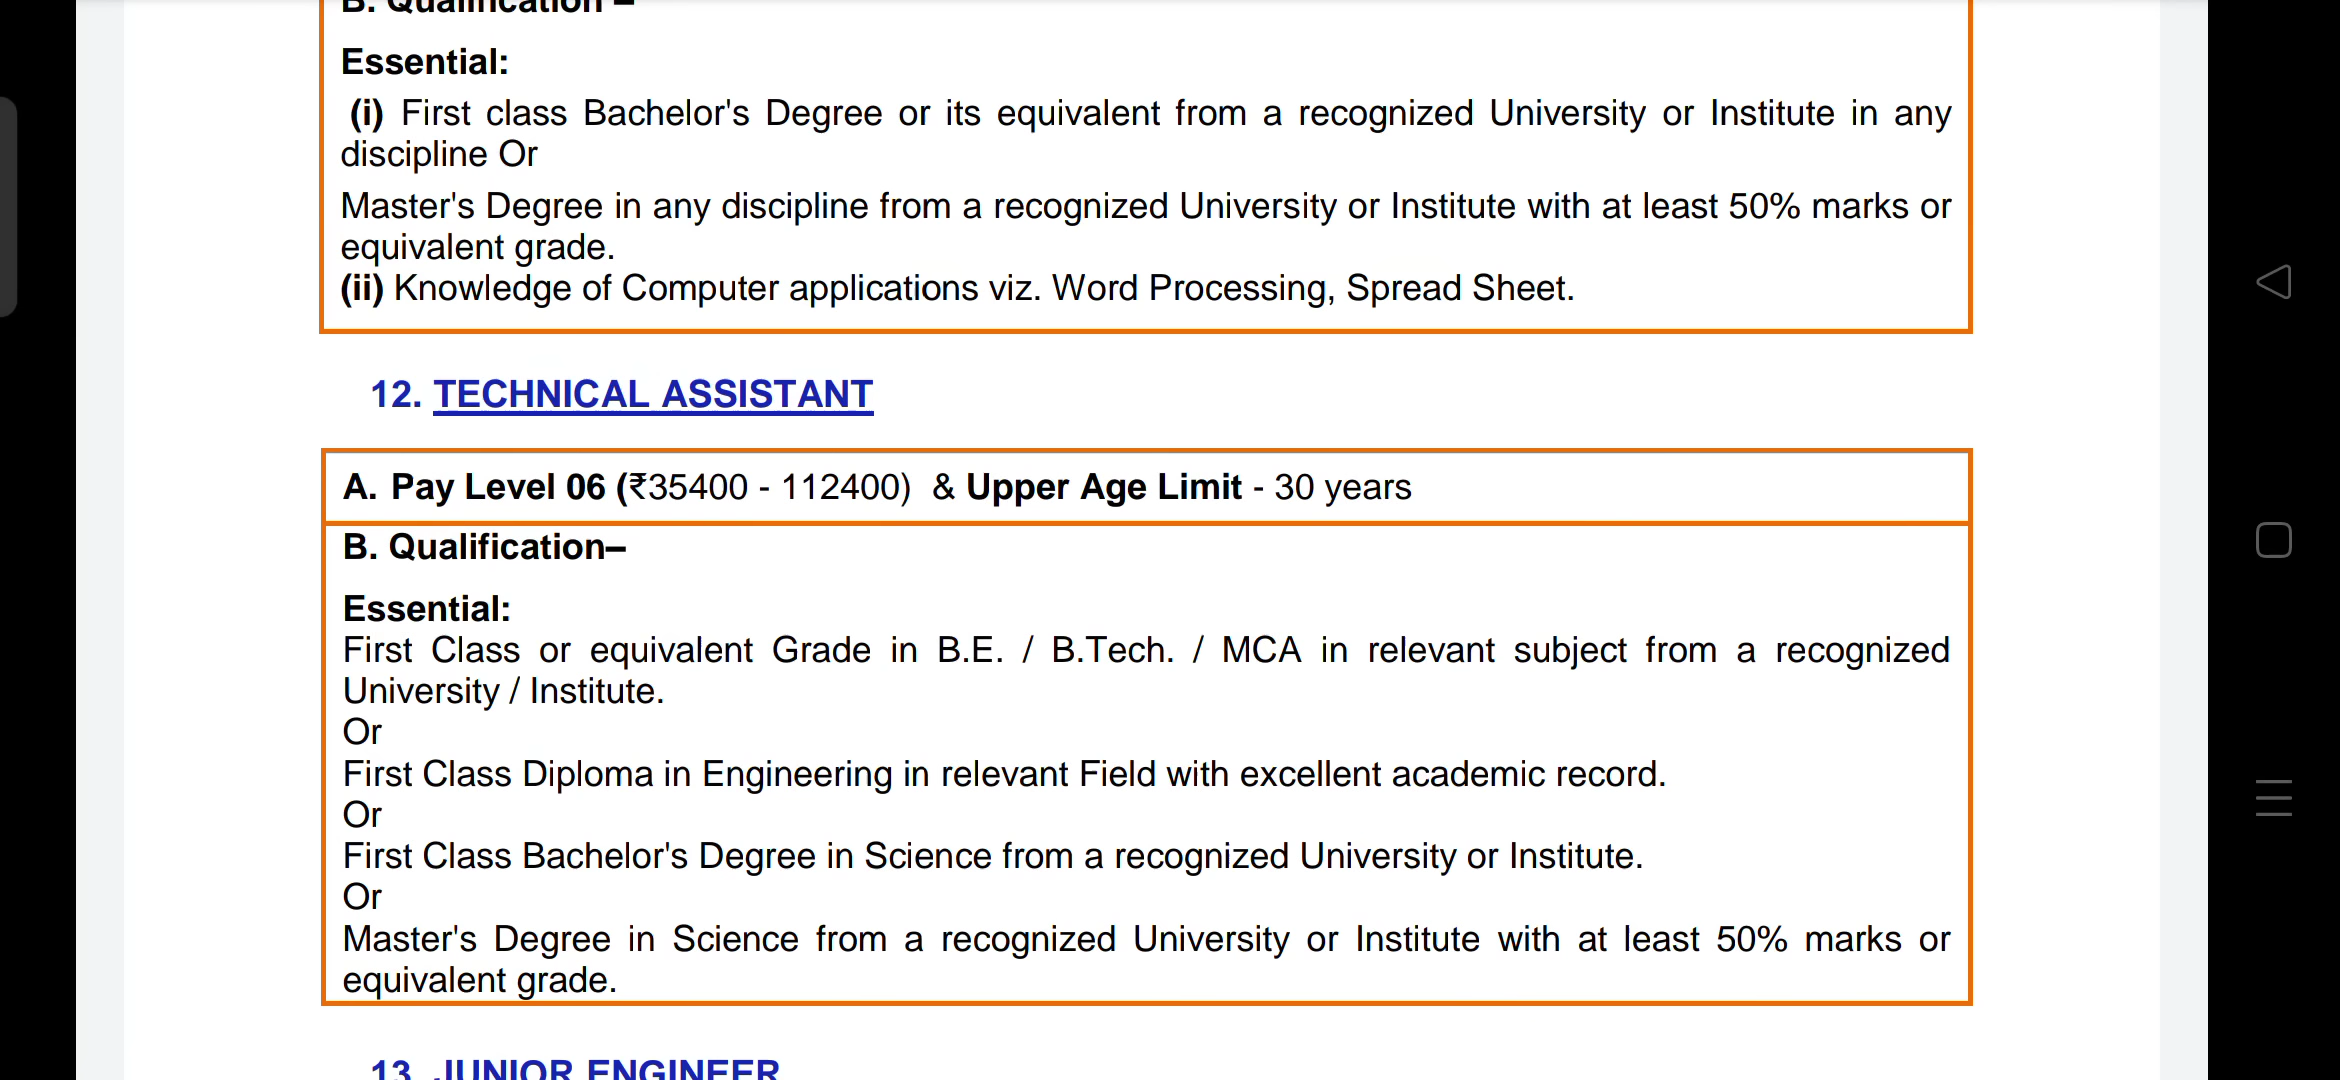 B. Qualification –
Essential:
(i) First class Bachelor's Degree or its equivalent from a recognized University or Institute in any
discipline Or
Master's Degree in any discipline from a recognized University or Institute with at least 50% marks or
equivalent grade.
(ii) Knowledge of Computer applications viz. Word Processing, Spread Sheet.
12. TECHNICAL ASSISTANT
A. Pay Level 06 (₹35400 - 112400) & Upper Age Limit - 30 years
B. Qualification–
Essential:
First Class or equivalent Grade in B.E. / B.Tech. / MCA in relevant subject from a recognized
University / Institute.
Or
First Class Diploma in Engineering in relevant Field with excellent academic record.
Or
First Class Bachelor's Degree in Science from a recognized University or Institute.
Or
Master's Degree in Science from a recognized University or Institute with at least 50% marks or
equivalent grade.
13. JUNIOR ENGINEER